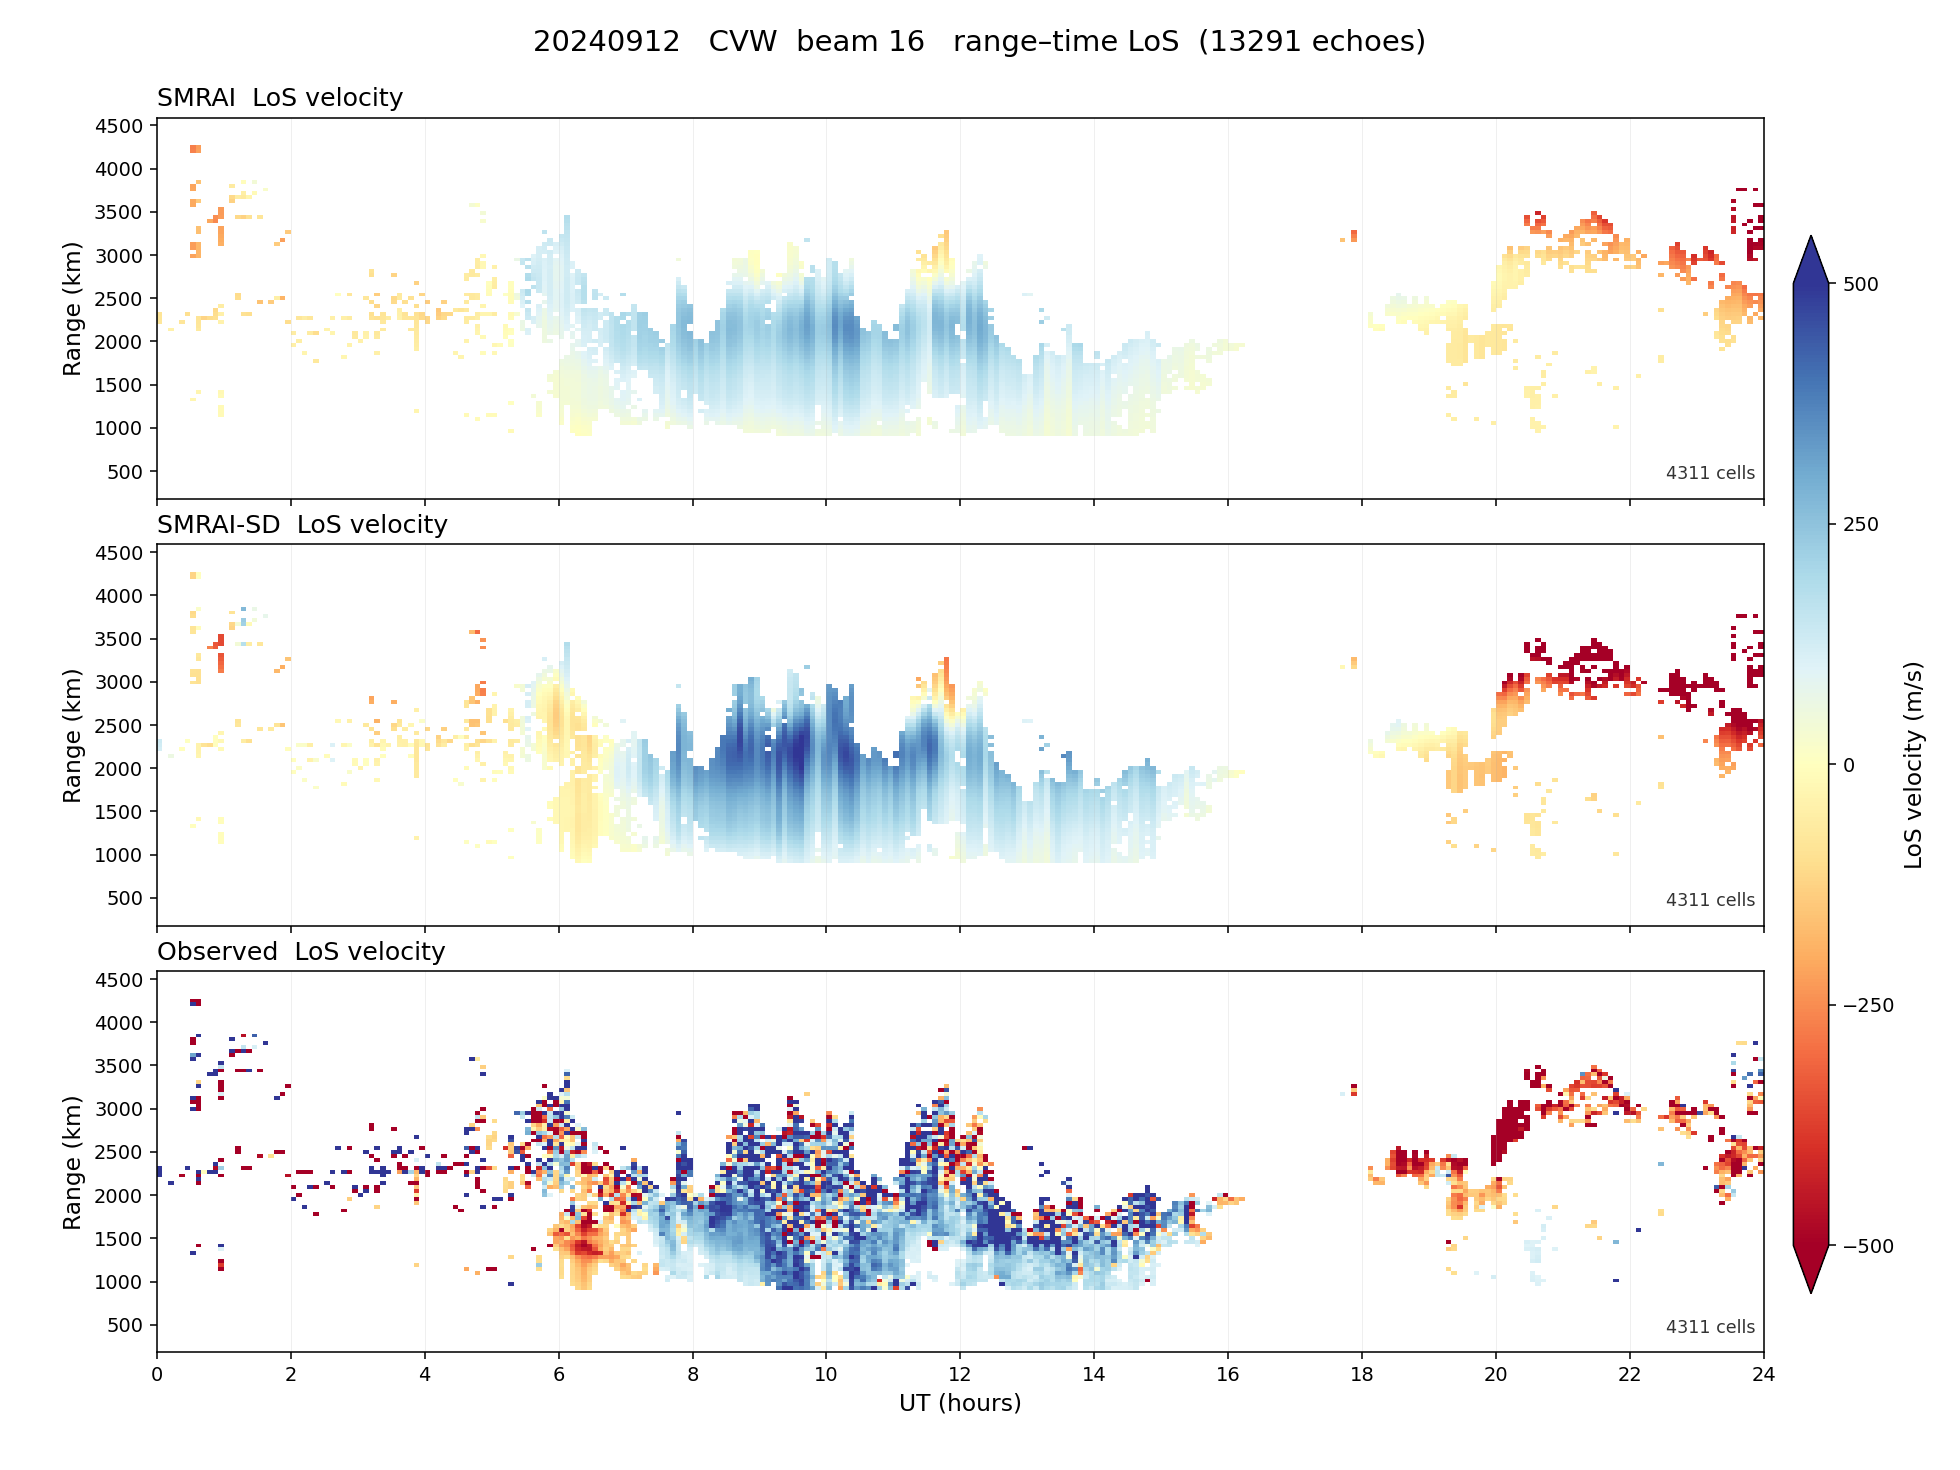 20240912   CVW  beam 16   range–time LoS  (13291 echoes)
SMRAI  LoS velocity
4500
4000
3500
3000
2500
2000
1500
1000
500
Range (km)
4311 cells
SMRAI-SD  LoS velocity
4500
4000
3500
3000
2500
2000
1500
1000
500
Range (km)
4311 cells
Observed  LoS velocity
4500
4000
3500
3000
2500
2000
1500
1000
500
Range (km)
4311 cells
0 2 4 6 8 10 12 14 16 18 20 22 24
UT (hours)
500
250
0
−250
−500
LoS velocity (m/s)